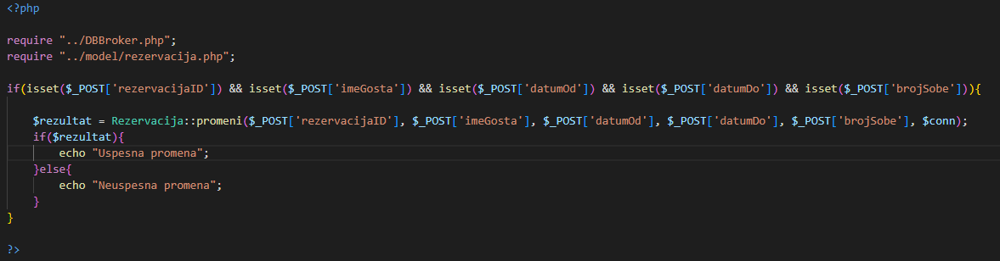 <?php
require "../DBBroker.php";
require "../model/rezervacija.php";
if(isset($_POST['rezervacijaID']) && isset($_POST['imeGosta']) && isset($_POST['datumOd']) && isset($_POST['datumDo']) && isset($_POST['brojSobe'])){
$rezultat = Rezervacija::promeni($_POST['rezervacijaID'], $_POST['imeGosta'], $_POST['datumOd'], $_POST['datumDo'], $_POST['brojSobe'], $conn);
if($rezultat){
echo "Uspesna promena";
}else{
echo "Neuspesna promena";
}
}
?>